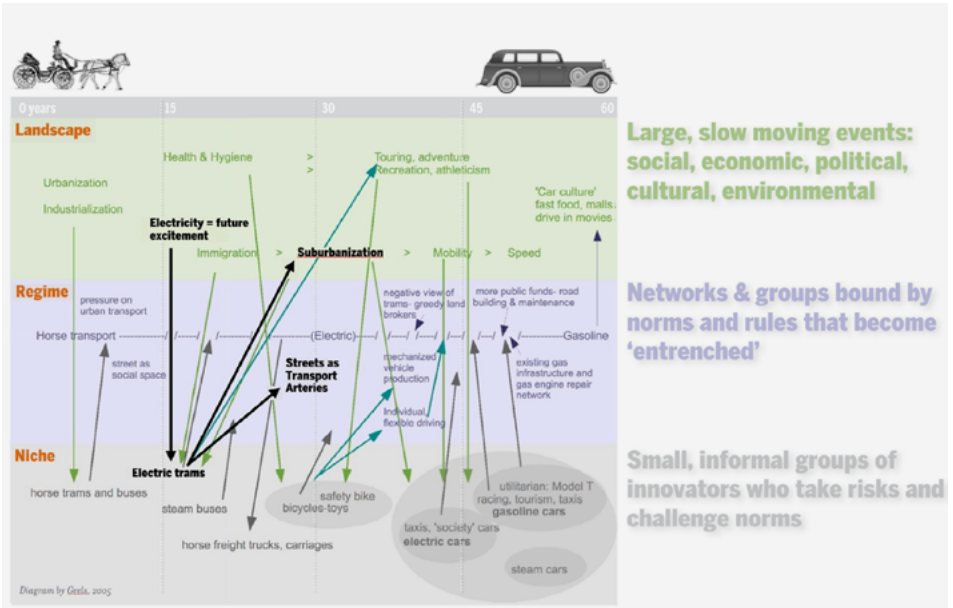 0 years 15 30 45 60
Landscape
Large, slow moving events:
social, economic, political,
cultural, environmental
Health & Hygiene >
>
Touring, adventure
Recreation, athleticism
Urbanization
Industrialization
'Car culture'
fast food, malls
drive in movies
Electricity = future
excitement
Immigration > Suburbanization > Mobility > Speed
Regime
Networks & groups bound by
norms and rules that become
‘entrenched’
pressure on
urban transport
negative view of
trams- greedy land
brokers
more public funds- road
building & maintenance
Horse transport (Electric) Gasoline
street as
social space
Streets as
Transport
Arteries
mechanized
vehicle
production
existing gas
infrastructure and
gas engine repair
network
Individual,
flexible driving
Niche
Small, informal groups of
innovators who take risks and
challenge norms
Electric trams
horse trams and buses
steam buses
safety bike
bicycles-toys
utilitarian: Model T
racing, tourism, taxis
gasoline cars
taxis, 'society' cars
electric cars
horse freight trucks, carriages
steam cars
Diagram by Geels, 2005